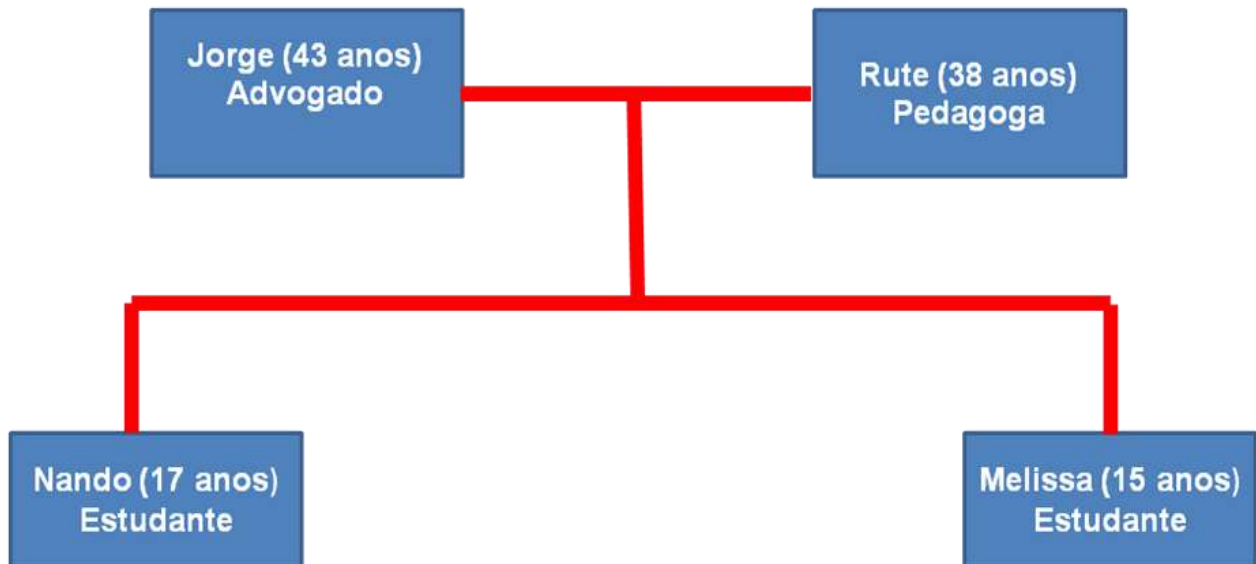 Jorge (43 anos)
Advogado
Rute (38 anos)
Pedagoga
Nando (17 anos)
Estudante
Melissa (15 anos)
Estudante